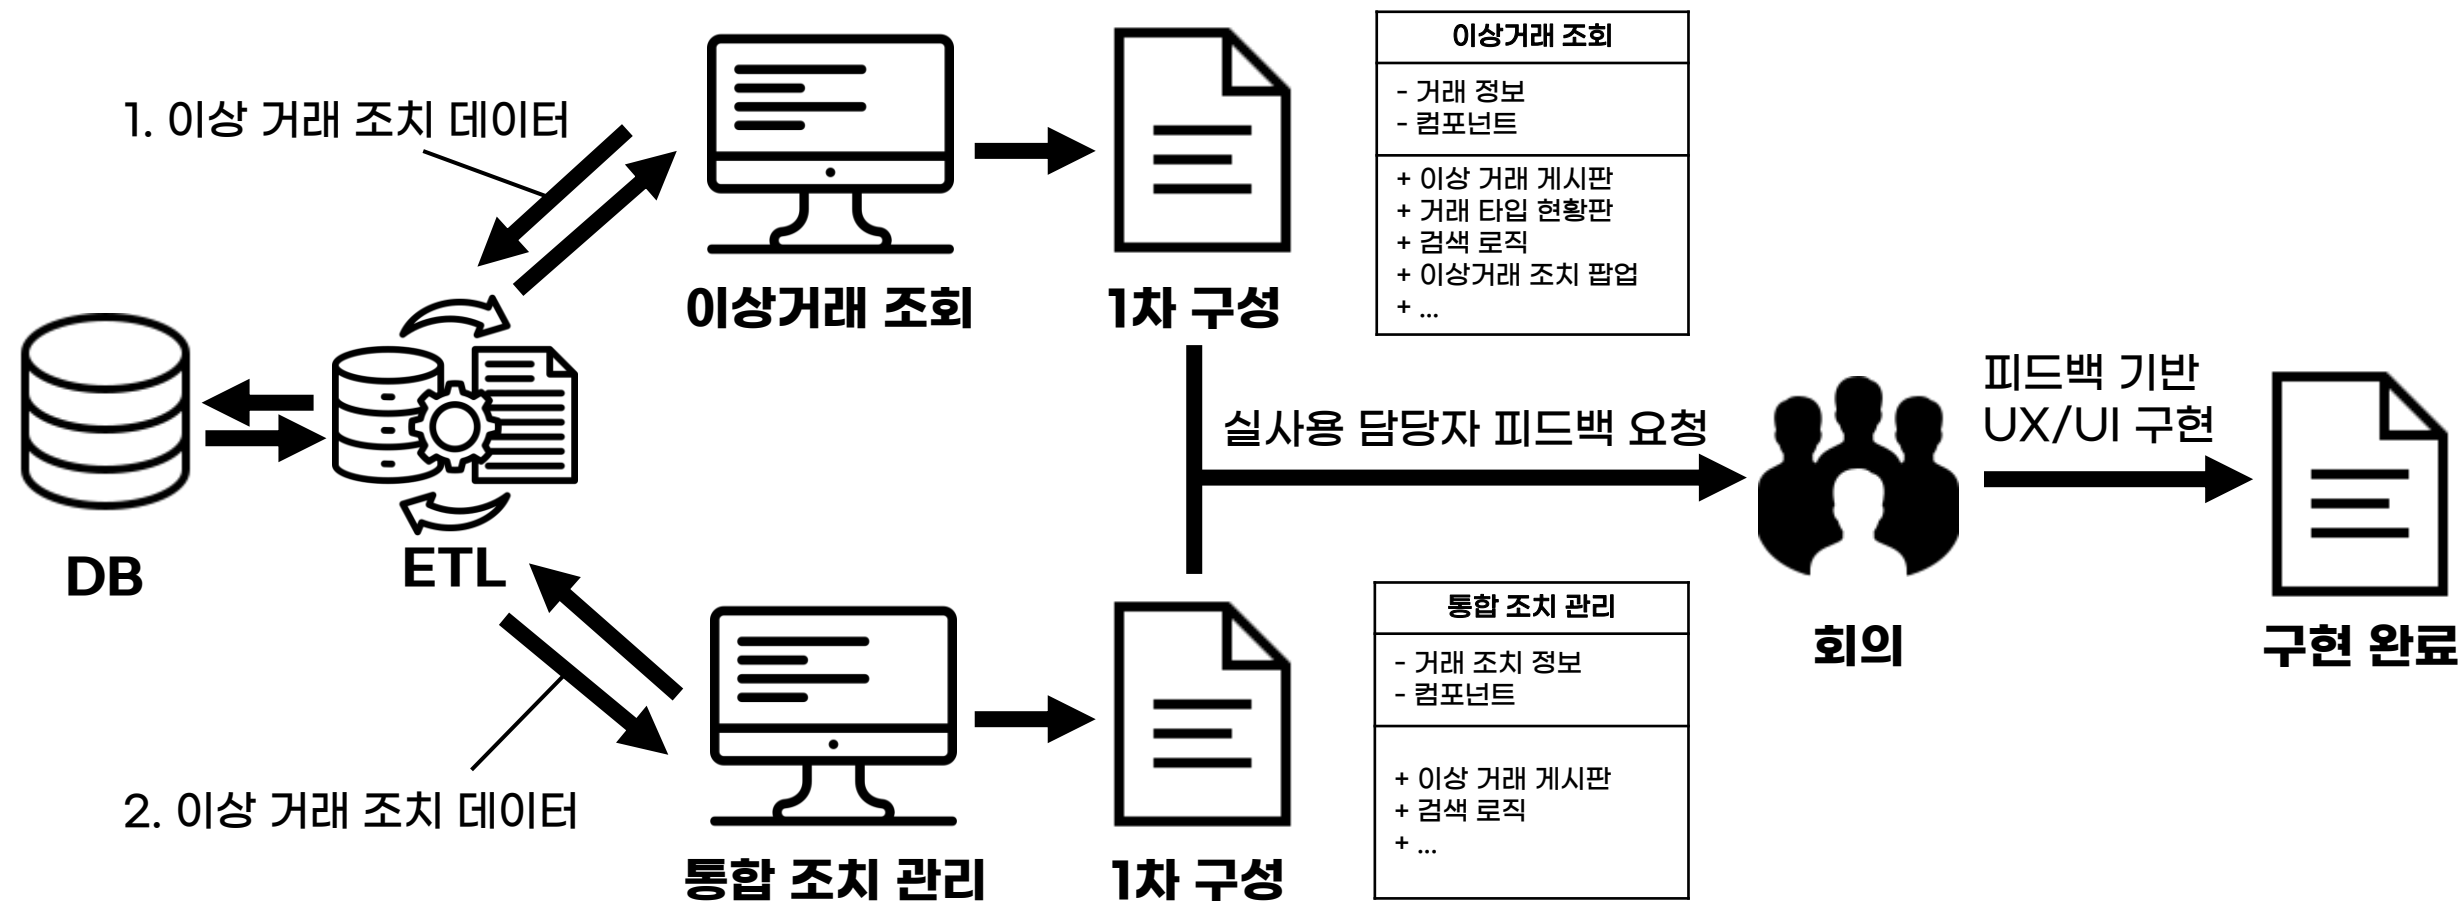 1. 이상 거래 조치 데이터
DB
ETL
2. 이상 거래 조치 데이터
이상거래 조회
1차 구성
이상거래 조회
- 거래 정보
- 컴포넌트
+ 이상 거래 게시판
+ 거래 타입 현황판
+ 검색 로직
+ 이상거래 조치 팝업
+ ...
통합 조치 관리
1차 구성
통합 조치 관리
- 거래 조치 정보
- 컴포넌트
+ 이상 거래 게시판
+ 검색 로직
+ ...
실사용 담당자 피드백 요청
회의
피드백 기반
UX/UI 구현
구현 완료